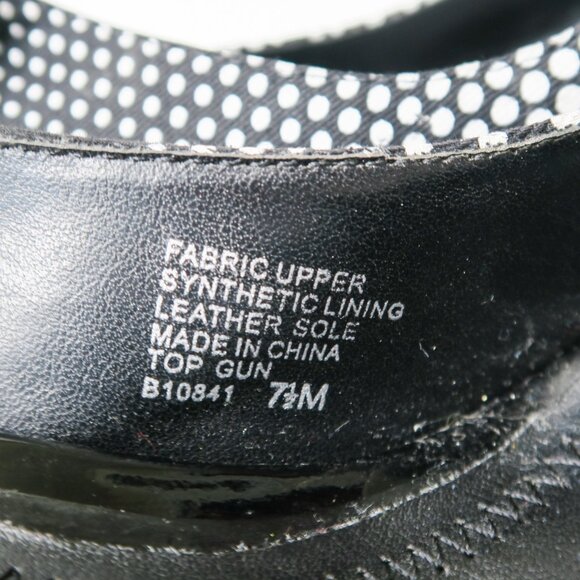 FABRIC UPPER
SYNTHETIC LINING
LEATHER SOLE
MADE IN CHINA
TOP GUN
B10841 7½M